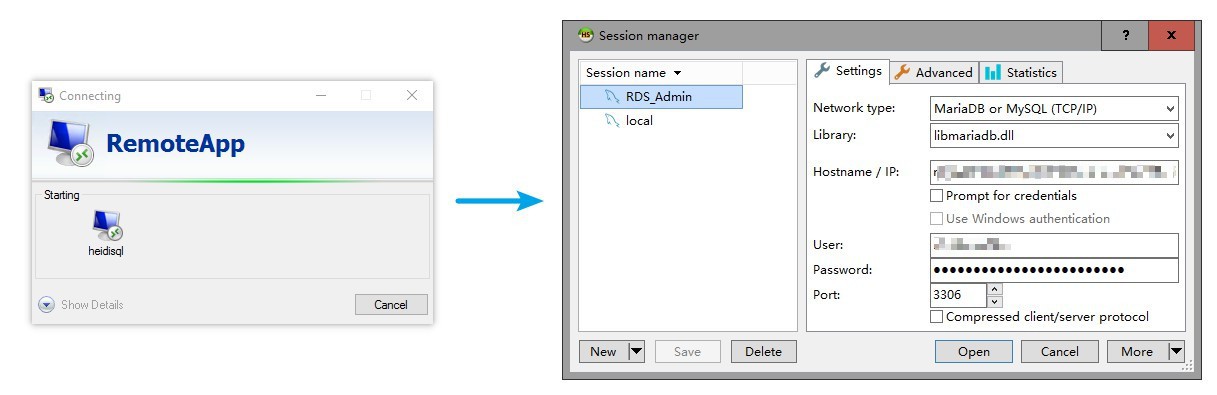 Connecting
RemoteApp
Starting
heidisql
Show Details
Cancel
HS
Session manager
?
x
Session name
RDS_Admin
local
Settings
Advanced
Statistics
Network type:
MariaDB or MySQL (TCP/IP)
Library:
libmariadb.dll
Hostname / IP:
Prompt for credentials
Use Windows authentication
User:
Password:
●●●●●●●●●●●●●●●●●●●●●●●●
Port:
3306
Compressed client/server protocol
New
Save
Delete
Open
Cancel
More